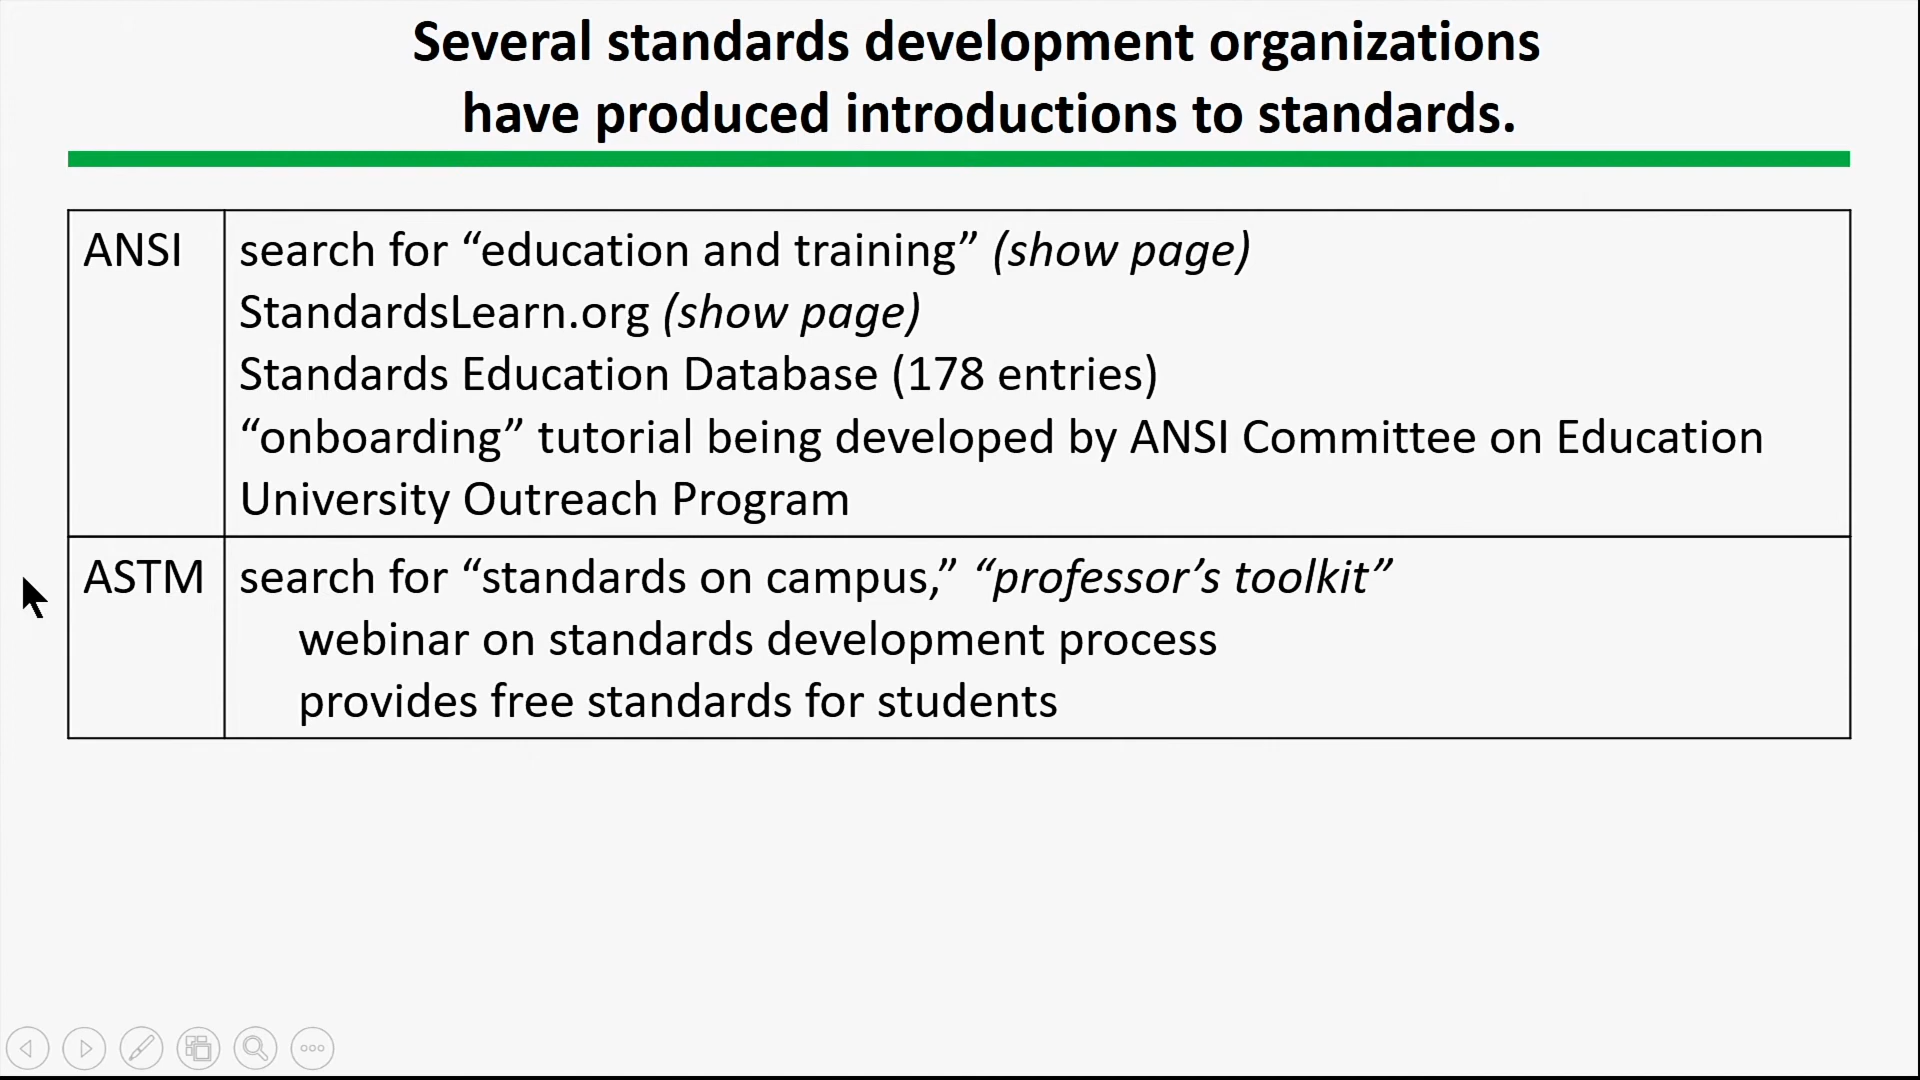 Several standards development organizations
have produced introductions to standards.
ANSI
search for “education and training” (show page)
StandardsLearn.org (show page)
Standards Education Database (178 entries)
“onboarding” tutorial being developed by ANSI Committee on Education
University Outreach Program
ASTM
search for “standards on campus,” “professor’s toolkit”
webinar on standards development process
provides free standards for students